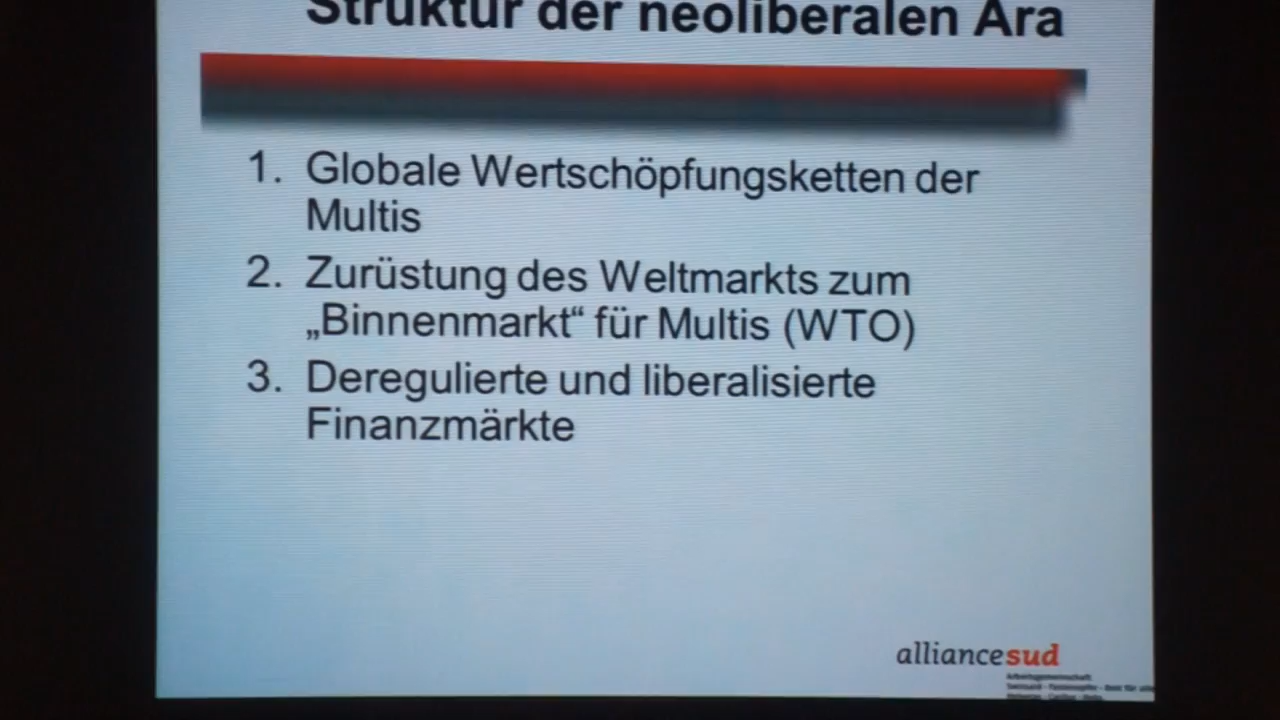 Struktur der neoliberalen Ära
1. Globale Wertschöpfungsketten der
Multis
2. Zurüstung des Weltmarkts zum
„Binnenmarkt“ für Multis (WTO)
3. Deregulierte und liberalisierte
Finanzmärkte
alliancesud
Arbeitsgemeinschaft